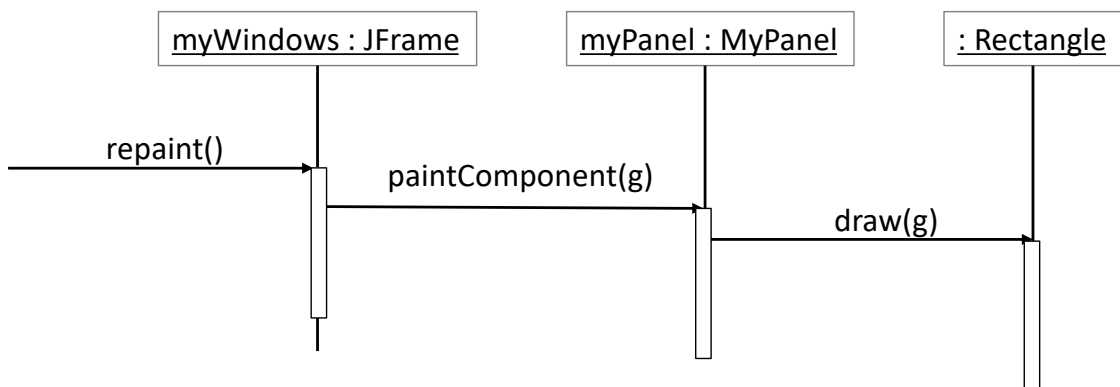 myWindows : JFrame
myPanel : MyPanel
: Rectangle
repaint()
paintComponent(g)
draw(g)